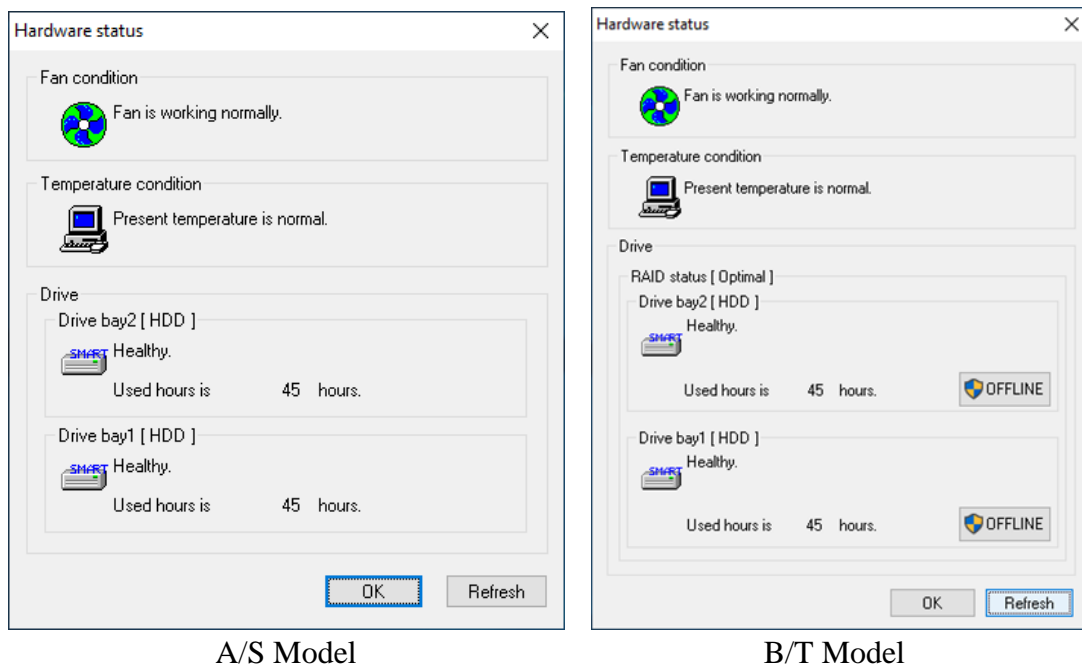 Hardware status
Fan condition
Fan is working normally.
Temperature condition
Present temperature is normal.
Drive
Drive bay2 [ HDD ]
SMART
Healthy.
Used hours is 45 hours.
Drive bay1 [ HDD ]
SMART
Healthy.
Used hours is 45 hours.
OK Refresh
A/S Model
Hardware status
Fan condition
Fan is working normally.
Temperature condition
Present temperature is normal.
Drive
RAID status [ Optimal ]
Drive bay2 [ HDD ]
SMART
Healthy.
Used hours is 45 hours. OFFLINE
Drive bay1 [ HDD ]
SMART
Healthy.
Used hours is 45 hours. OFFLINE
OK Refresh
B/T Model